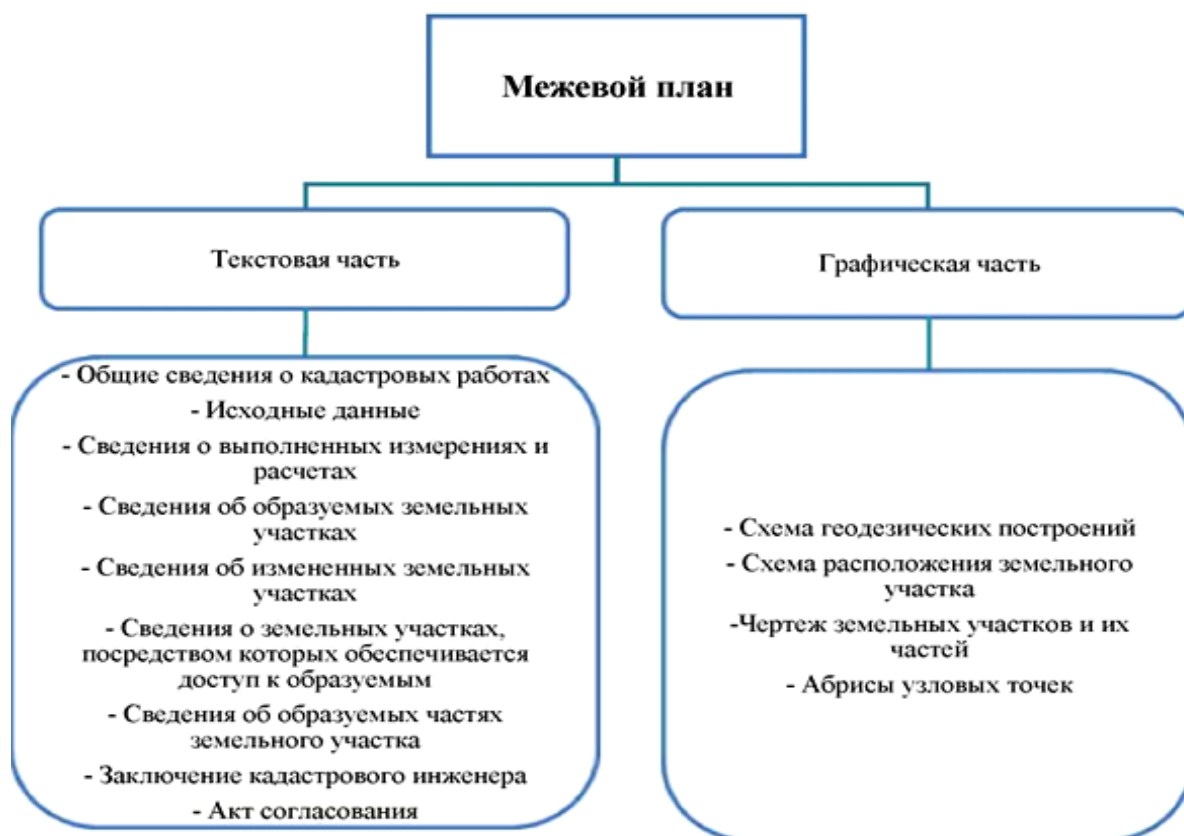 Межевой план
Текстовая часть
Графическая часть
- Общие сведения о кадастровых работах
- Исходные данные
- Сведения о выполненных измерениях и
расчетах
- Сведения об образуемых земельных
участках
- Сведения об измененных земельных
участках
- Сведения о земельных участках,
посредством которых обеспечивается
доступ к образуемым
- Сведения об образуемых частях
земельного участка
- Заключение кадастрового инженера
- Акт согласования
- Схема геодезических построений
- Схема расположения земельного
участка
-Чертеж земельных участков и их
частей
- Абрисы узловых точек